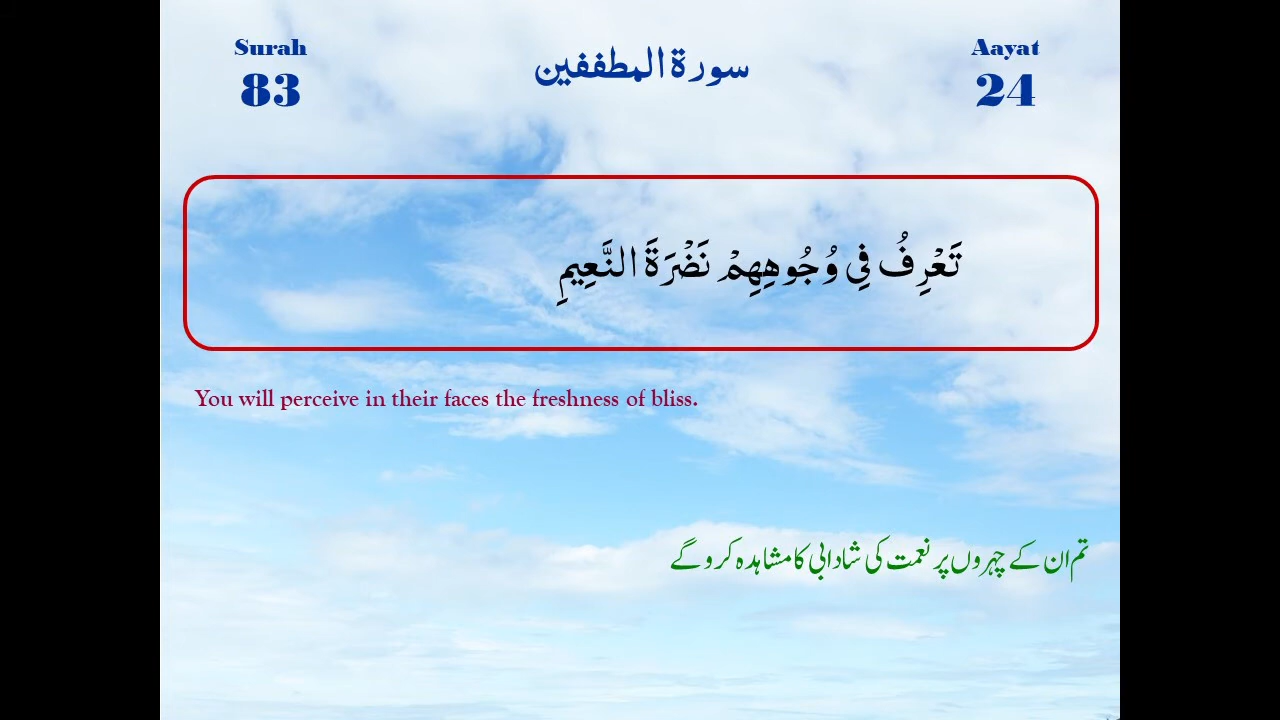 Surah
83
سورة المطففين
Aayat
24
تَعْرِفُ فِي وُجُوهِهِمْ نَضْرَةَ النَّعِيمِ
You will perceive in their faces the freshness of bliss.
تم ان کے چہروں پر نعمت کی شادابی کا مشاہدہ کرو گے